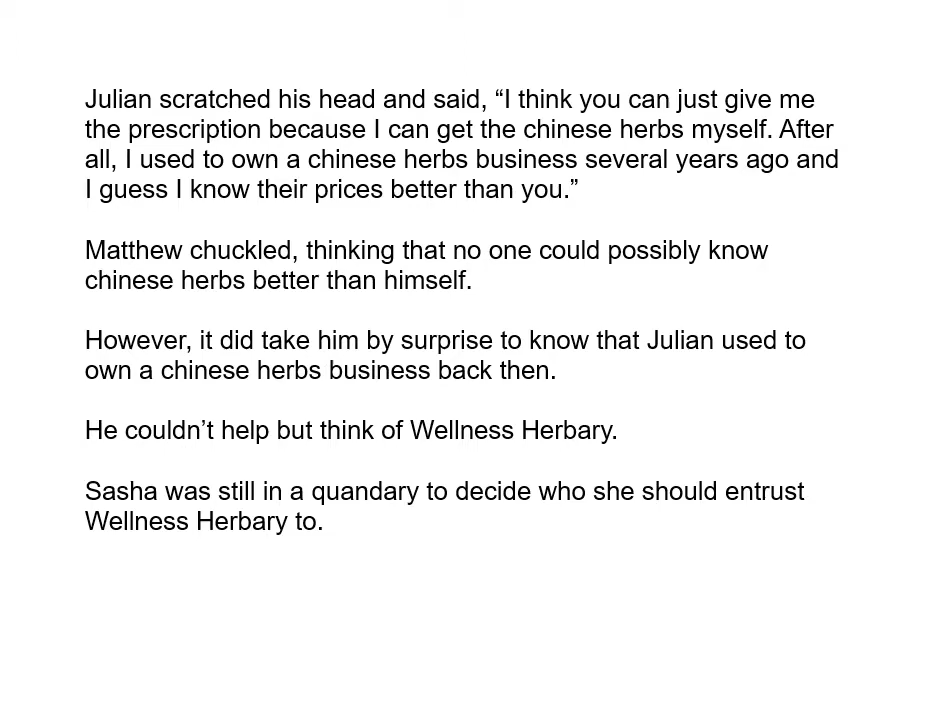 Julian scratched his head and said, “I think you can just give me
the prescription because I can get the chinese herbs myself. After
all, I used to own a chinese herbs business several years ago and
I guess I know their prices better than you.”
Matthew chuckled, thinking that no one could possibly know
chinese herbs better than himself.
However, it did take him by surprise to know that Julian used to
own a chinese herbs business back then.
He couldn’t help but think of Wellness Herbary.
Sasha was still in a quandary to decide who she should entrust
Wellness Herbary to.